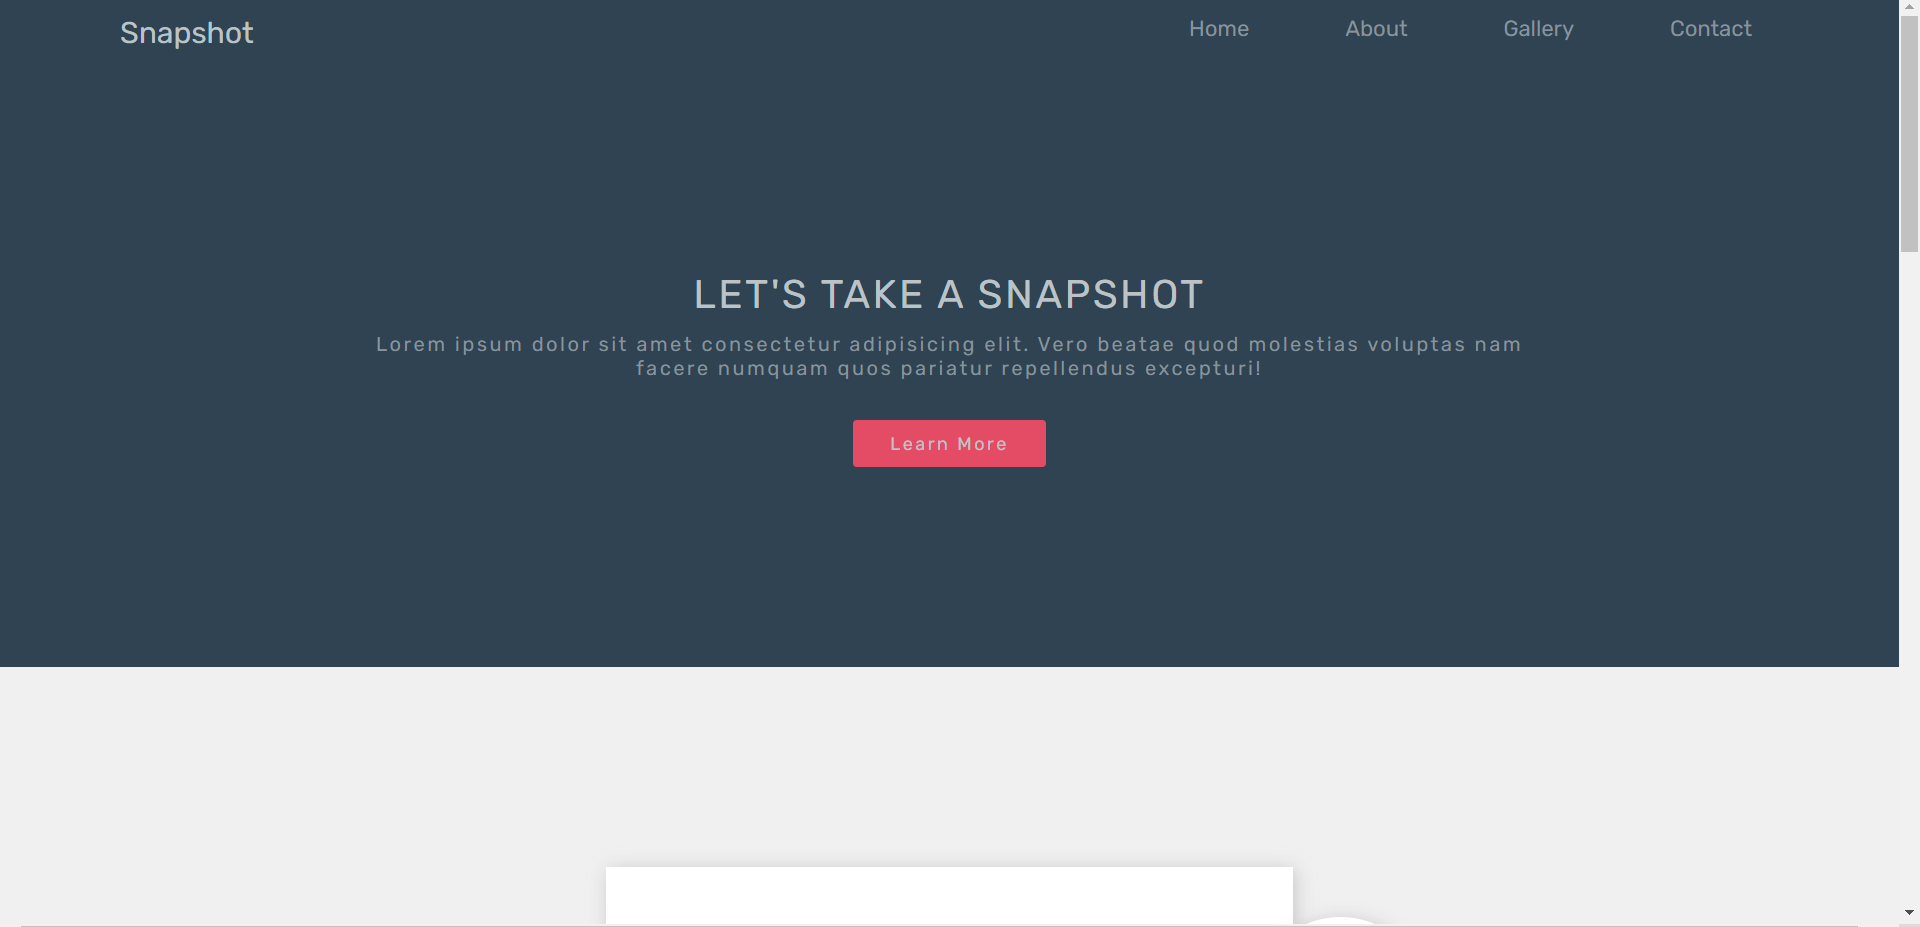 Snapshot
Home About Gallery Contact
LET'S TAKE A SNAPSHOT
Lorem ipsum dolor sit amet consectetur adipisicing elit. Vero beatae quod molestias voluptas nam
facere numquam quos pariatur repellendus excepturi!
Learn More